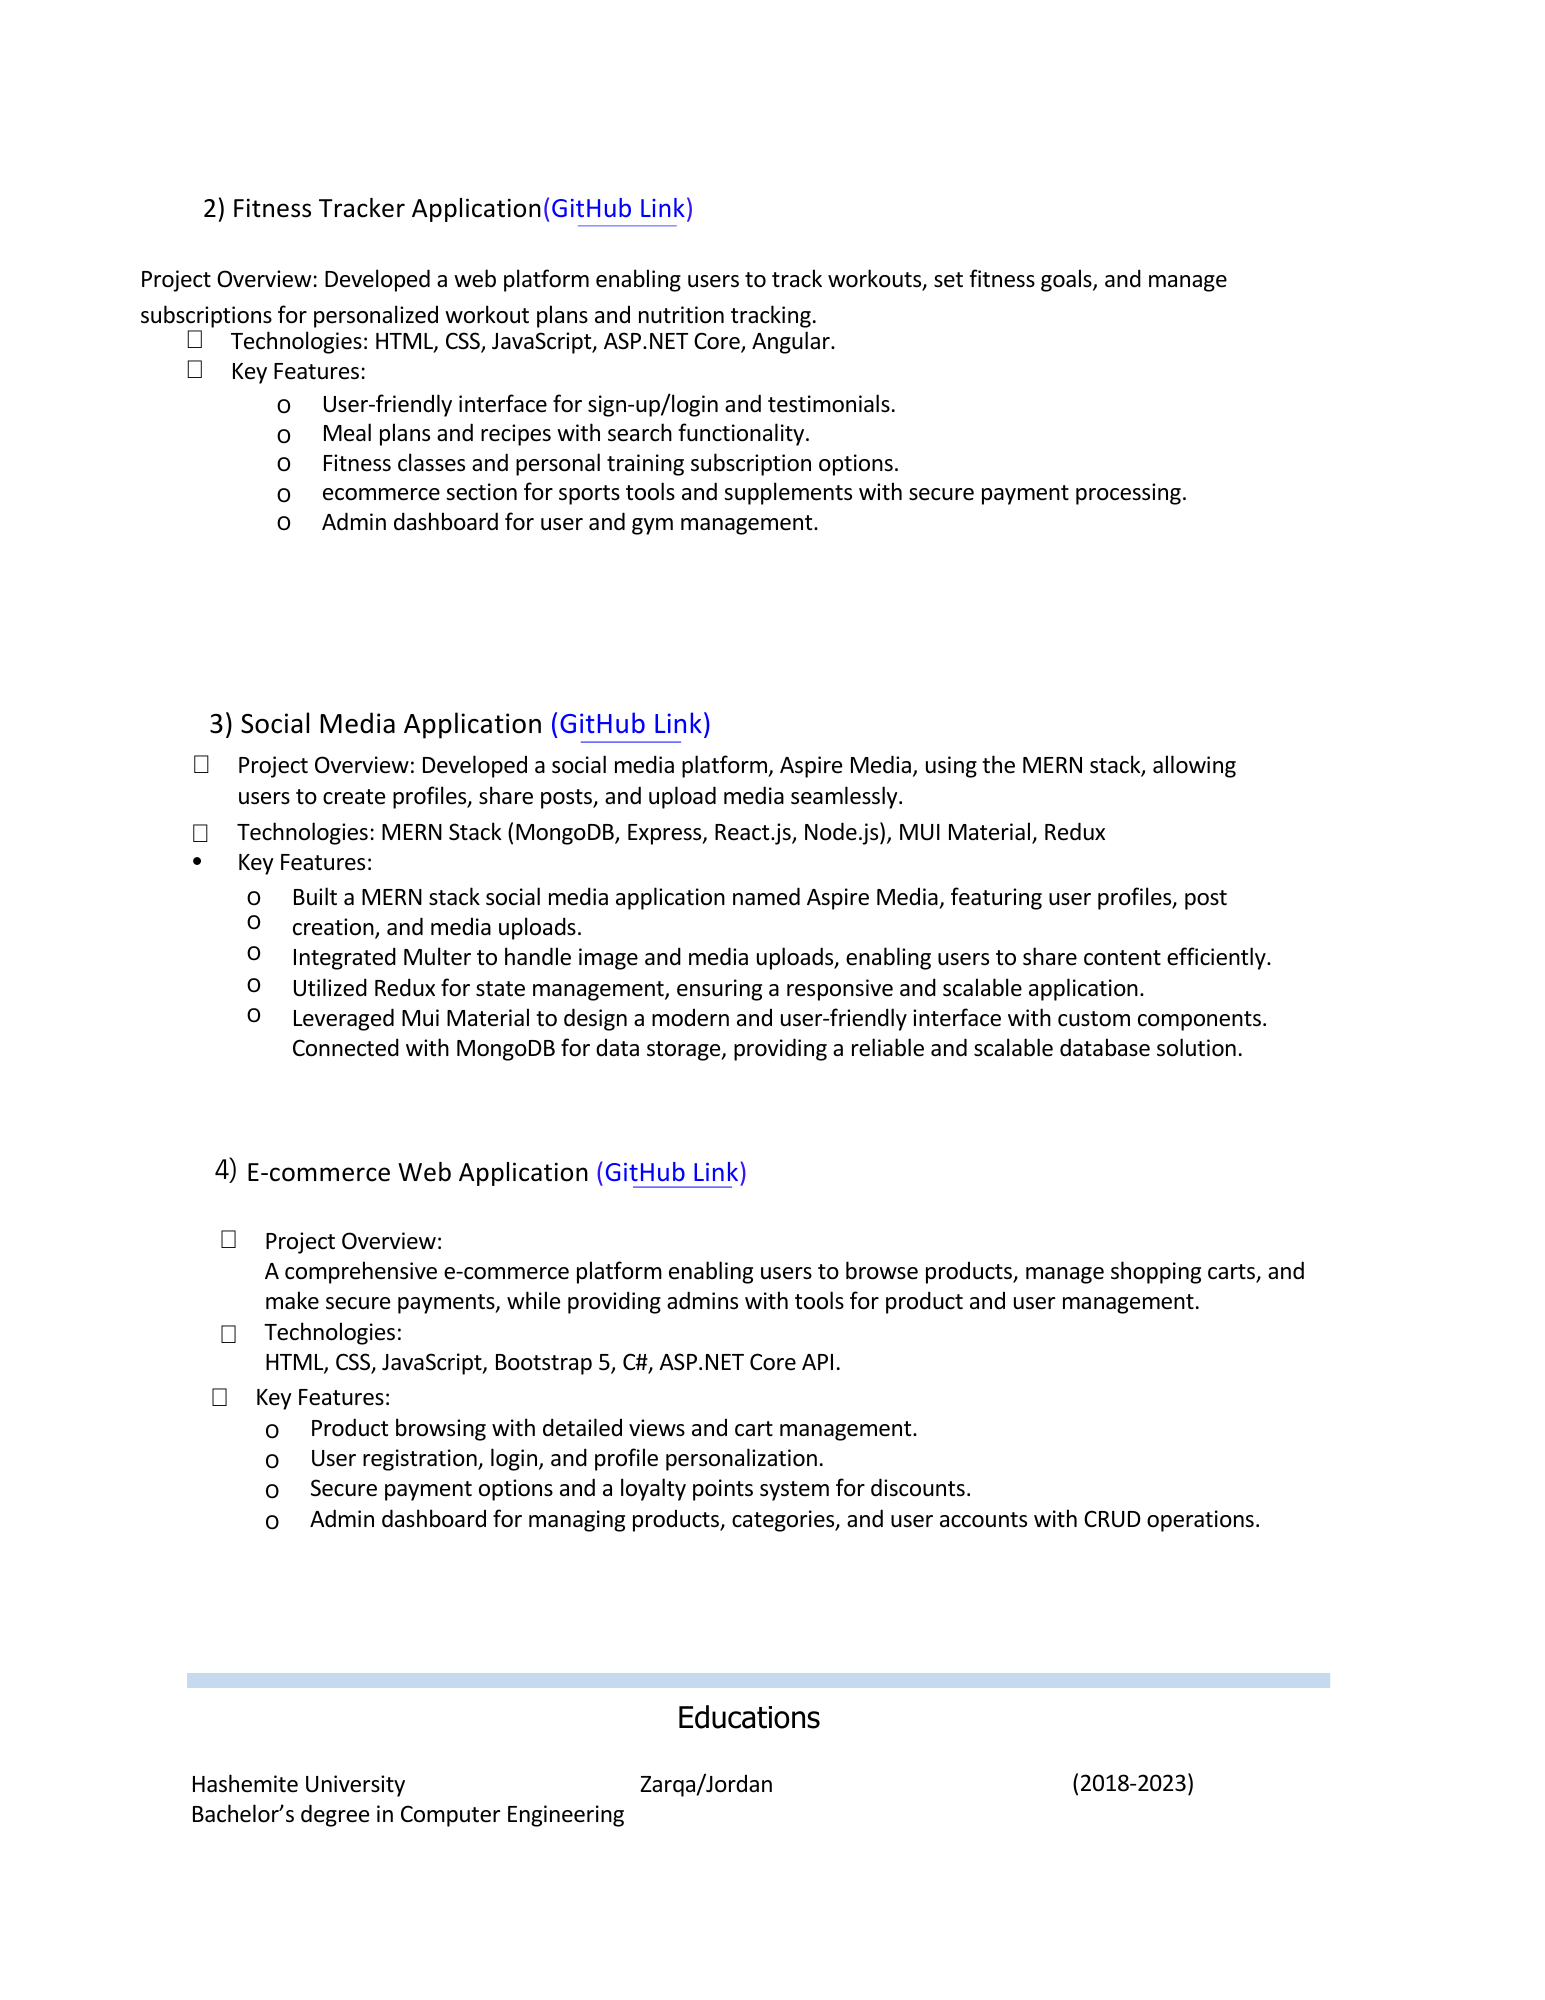 2) Fitness Tracker Application(GitHub Link)
Project Overview: Developed a web platform enabling users to track workouts, set fitness goals, and manage
subscriptions for personalized workout plans and nutrition tracking.
 Technologies: HTML, CSS, JavaScript, ASP.NET Core, Angular.
 Key Features:
o User-friendly interface for sign-up/login and testimonials.
o Meal plans and recipes with search functionality.
o Fitness classes and personal training subscription options.
o ecommerce section for sports tools and supplements with secure payment processing.
o Admin dashboard for user and gym management.
3) Social Media Application (GitHub Link)
 Project Overview: Developed a social media platform, Aspire Media, using the MERN stack, allowing
users to create profiles, share posts, and upload media seamlessly.
 Technologies: MERN Stack (MongoDB, Express, React.js, Node.js), MUI Material, Redux
• Key Features:
o Built a MERN stack social media application named Aspire Media, featuring user profiles, post
o creation, and media uploads.
o Integrated Multer to handle image and media uploads, enabling users to share content efficiently.
o Utilized Redux for state management, ensuring a responsive and scalable application.
o Leveraged Mui Material to design a modern and user-friendly interface with custom components.
Connected with MongoDB for data storage, providing a reliable and scalable database solution.
4) E-commerce Web Application (GitHub Link)
 Project Overview:
A comprehensive e-commerce platform enabling users to browse products, manage shopping carts, and
make secure payments, while providing admins with tools for product and user management.
 Technologies:
HTML, CSS, JavaScript, Bootstrap 5, C#, ASP.NET Core API.
 Key Features:
o Product browsing with detailed views and cart management.
o User registration, login, and profile personalization.
o Secure payment options and a loyalty points system for discounts.
o Admin dashboard for managing products, categories, and user accounts with CRUD operations.
Educations
Hashemite University Zarqa/Jordan (2018-2023)
Bachelor’s degree in Computer Engineering